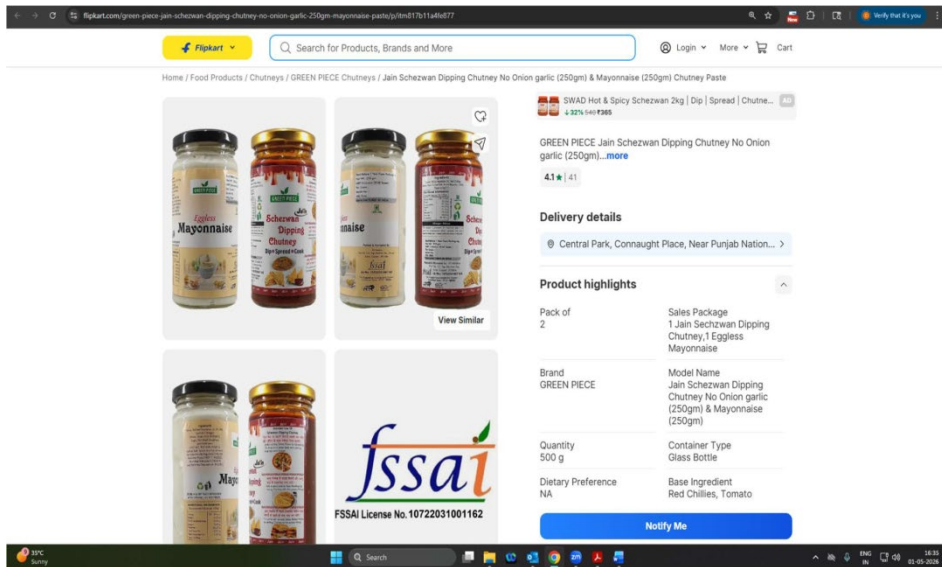 flipkart.com/green-piece-jain-schezwan-dipping-chutney-no-onion-garlic-250gm-mayonnaise-paste/p/itm817b11a4fe877
New
Verify that it's you
Flipkart
Search for Products, Brands and More
Login
More
Cart
Home / Food Products / Chutneys / GREEN PIECE Chutneys / Jain Schezwan Dipping Chutney No Onion garlic (250gm) & Mayonnaise (250gm) Chutney Paste
SWAD Hot & Spicy Schezwan 2kg | Dip | Spread | Chutne...
AD
↓32% 540 ₹365
GREEN PIECE Jain Schezwan Dipping Chutney No Onion
garlic (250gm)...more
4.1★ | 41
Delivery details
Central Park, Connaught Place, Near Punjab Nation...
Product highlights
Pack of
2
Sales Package
1 Jain Sechzwan Dipping
Chutney,1 Eggless
Mayonnaise
Brand
GREEN PIECE
Model Name
Jain Schezwan Dipping
Chutney No Onion garlic
(250gm) & Mayonnaise
(250gm)
Quantity
500 g
Container Type
Glass Bottle
Dietary Preference
NA
Base Ingredient
Red Chillies, Tomato
Notify Me
Eggless
Mayonnaise
Schezwan
Dipping
Chutney
Dip•Spread•Cook
fssai
View Similar
fssai
FSSAI License No. 10722031001162
35°C
Sunny
Search
ENG
IN
16:35
01-05-2026